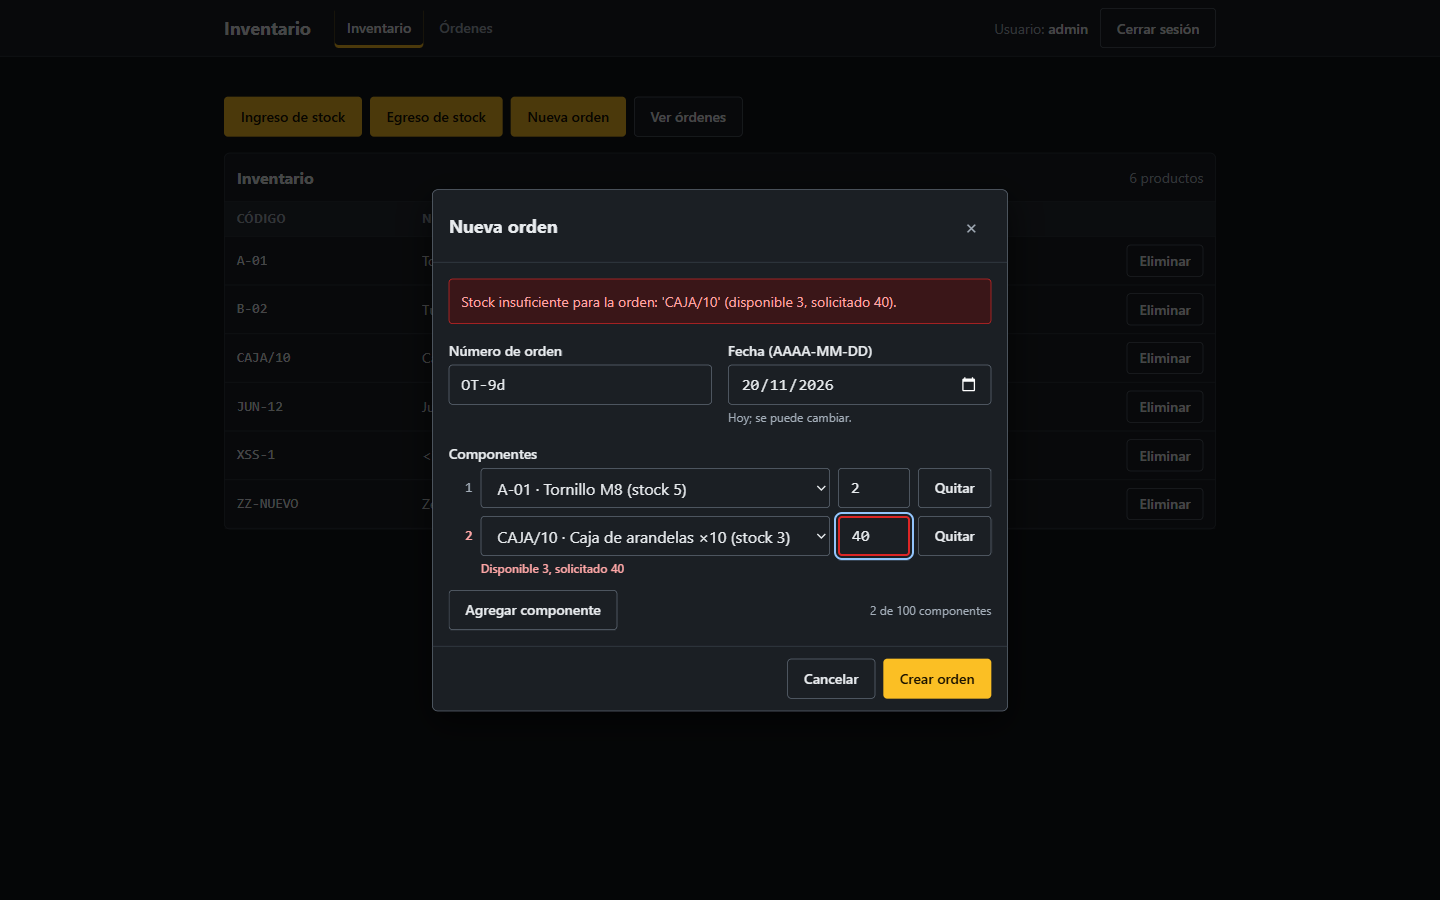 Inventario Inventario Órdenes Usuario: admin Cerrar sesión
Ingreso de stock Egreso de stock Nueva orden Ver órdenes
Inventario 6 productos
CÓDIGO
A-01 Eliminar
B-02 Eliminar
CAJA/10 Eliminar
JUN-12 Eliminar
XSS-1 Eliminar
ZZ-NUEVO Eliminar
Nueva orden ×
Stock insuficiente para la orden: 'CAJA/10' (disponible 3, solicitado 40).
Número de orden Fecha (AAAA-MM-DD)
OT-9d 20/11/2026
Hoy; se puede cambiar.
Componentes
1 A-01 · Tornillo M8 (stock 5) 2 Quitar
2 CAJA/10 · Caja de arandelas ×10 (stock 3) 40 Quitar
Disponible 3, solicitado 40
Agregar componente 2 de 100 componentes
Cancelar Crear orden